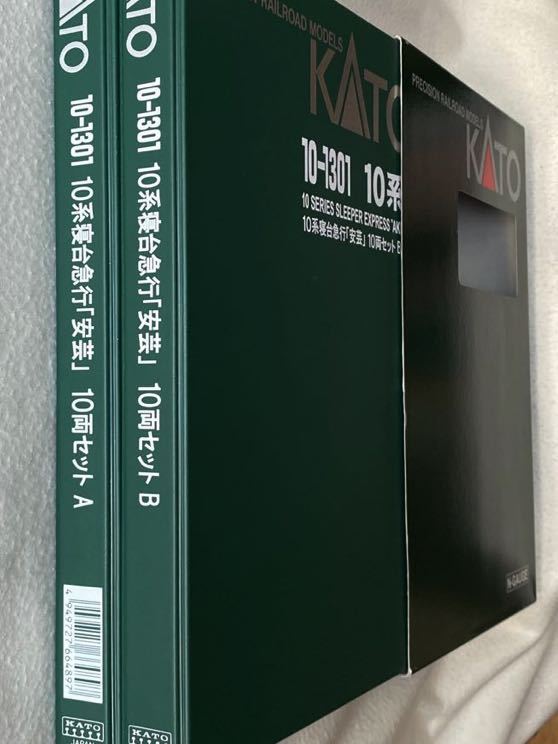 KATO
10-1301 10系寝台急行「安芸」 10両セット A
4949727664897
KATO
JAPAN
KATO
10-1301 10系寝台急行「安芸」 10両セット B
KATO
RAILROAD MODELS
KATO
10-1301 10系
10 SERIES SLEEPER EXPRESS "AK
10系寝台急行「安芸」 10両セット B
PRECISION RAILROAD MODELS
KATO
N-GAUGE